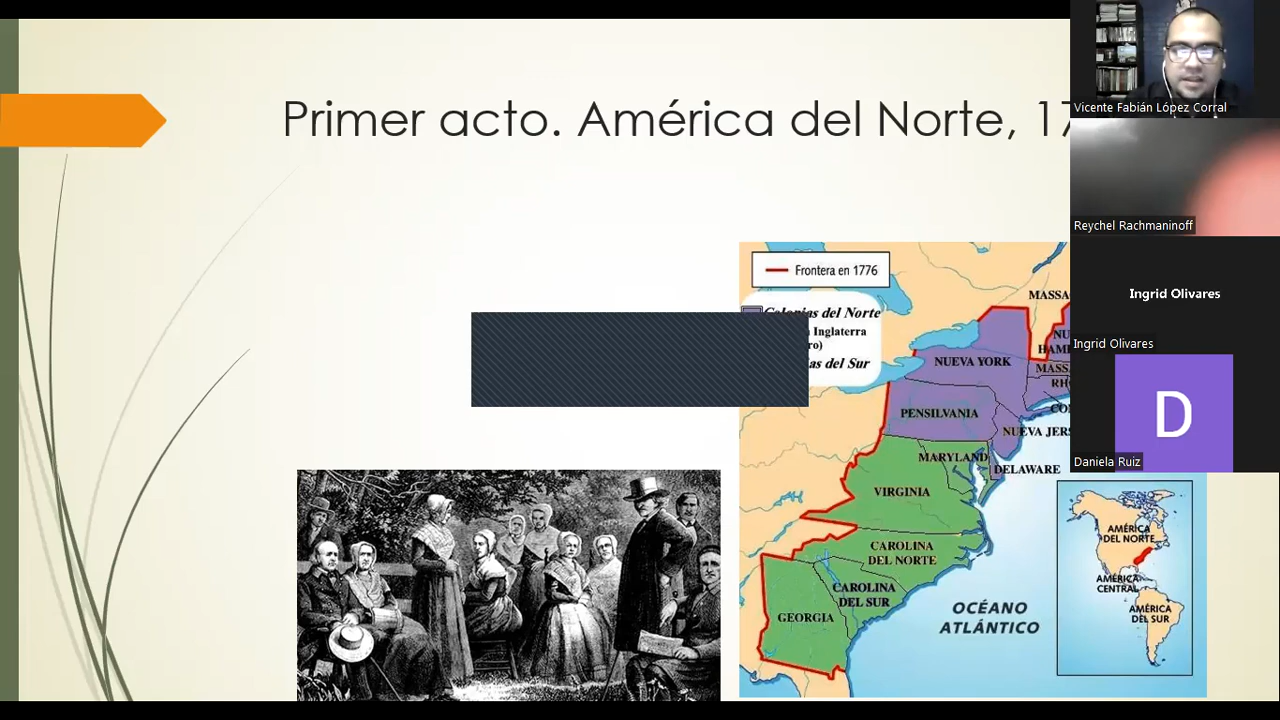 Primer acto. América del Norte, 17
Vicente Fabián López Corral
Reychel Rachmaninoff
Ingrid Olivares
Ingrid Olivares
D
Daniela Ruiz
Frontera en 1776
Colonias del Norte
Inglaterra
ro)
as del Sur
MASSA
NUEVA YORK
NU
HAM
MASS
RH
CO
PENSILVANIA
NUEVA JERS
MARYLAND
DELAWARE
VIRGINIA
CAROLINA
DEL NORTE
CAROLINA
DEL SUR
GEORGIA
OCÉANO
ATLÁNTICO
AMÉRICA
DEL NORTE
AMÉRICA
CENTRAL
AMÉRICA
DEL SUR